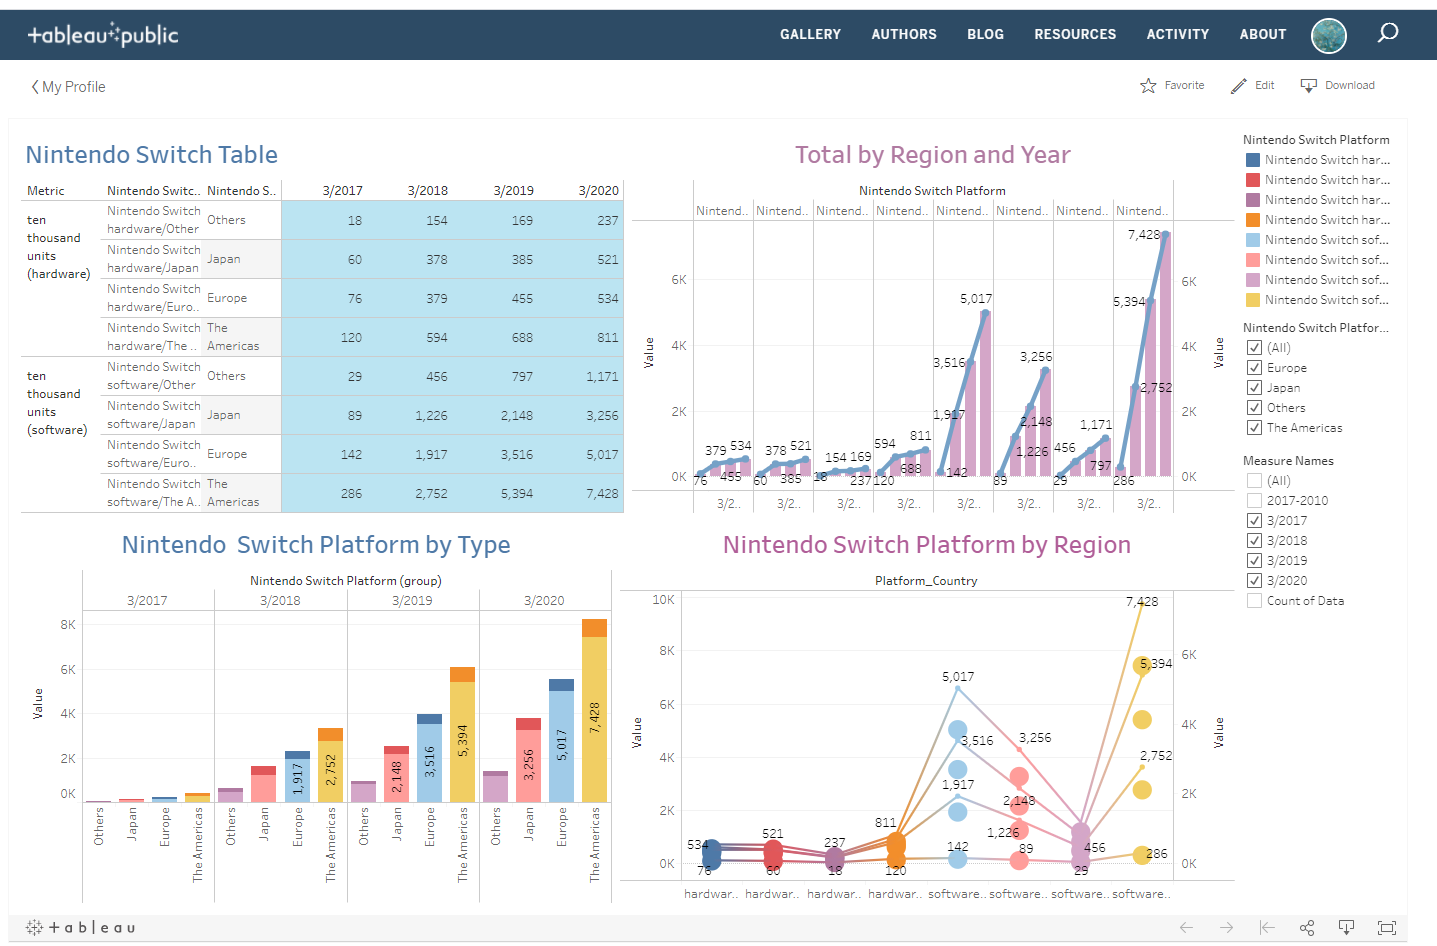 +ableau public
GALLERY AUTHORS BLOG RESOURCES ACTIVITY ABOUT
My Profile
Favorite Edit Download
Nintendo Switch Table
Metric Nintendo Switc.. Nintendo S.. 3/2017 3/2018 3/2019 3/2020
ten thousand units (hardware)
Nintendo Switch hardware/Other Others 18 154 169 237
Nintendo Switch hardware/Japan Japan 60 378 385 521
Nintendo Switch hardware/Euro.. Europe 76 379 455 534
Nintendo Switch hardware/The .. The Americas 120 594 688 811
ten thousand units (software)
Nintendo Switch software/Other Others 29 456 797 1,171
Nintendo Switch software/Japan Japan 89 1,226 2,148 3,256
Nintendo Switch software/Euro.. Europe 142 1,917 3,516 5,017
Nintendo Switch software/The A.. The Americas 286 2,752 5,394 7,428
Total by Region and Year
Nintendo Switch Platform
Nintend.. Nintend.. Nintend.. Nintend.. Nintend.. Nintend.. Nintend.. Nintend..
Value
6K
4K
2K
0K
76 379 455 534
60 378 385 521
18 154 169 237
120 594 688 811
142 1,917 3,516 5,017
89 1,226 2,148 3,256
29 456 797 1,171
286 2,752 5,394 7,428
Value
6K
4K
2K
0K
3/2.. 3/2.. 3/2.. 3/2.. 3/2.. 3/2.. 3/2.. 3/2..
Nintendo Switch Platform
Nintendo Switch har...
Nintendo Switch har...
Nintendo Switch har...
Nintendo Switch har...
Nintendo Switch sof...
Nintendo Switch sof...
Nintendo Switch sof...
Nintendo Switch sof...
Nintendo Switch Platfor...
(All)
Europe
Japan
Others
The Americas
Measure Names
(All)
2017-2010
3/2017
3/2018
3/2019
3/2020
Count of Data
Nintendo Switch Platform by Type
Nintendo Switch Platform (group)
3/2017 3/2018 3/2019 3/2020
Value
8K
6K
4K
2K
0K
1,917 2,752 2,148 3,516 5,394 3,256 5,017 7,428
Others Japan Europe The Americas Others Japan Europe The Americas Others Japan Europe The Americas Others Japan Europe The Americas
Nintendo Switch Platform by Region
Platform_Country
Value
10K
8K
6K
4K
2K
0K
534 76
521 60
237 18
811 120
5,017 3,516 1,917 142
3,256 2,148 1,226 89
456 29
7,428 5,394 2,752 286
Value
6K
4K
2K
0K
hardwar.. hardwar.. hardwar.. hardwar.. software.. software.. software.. software..
+ableau